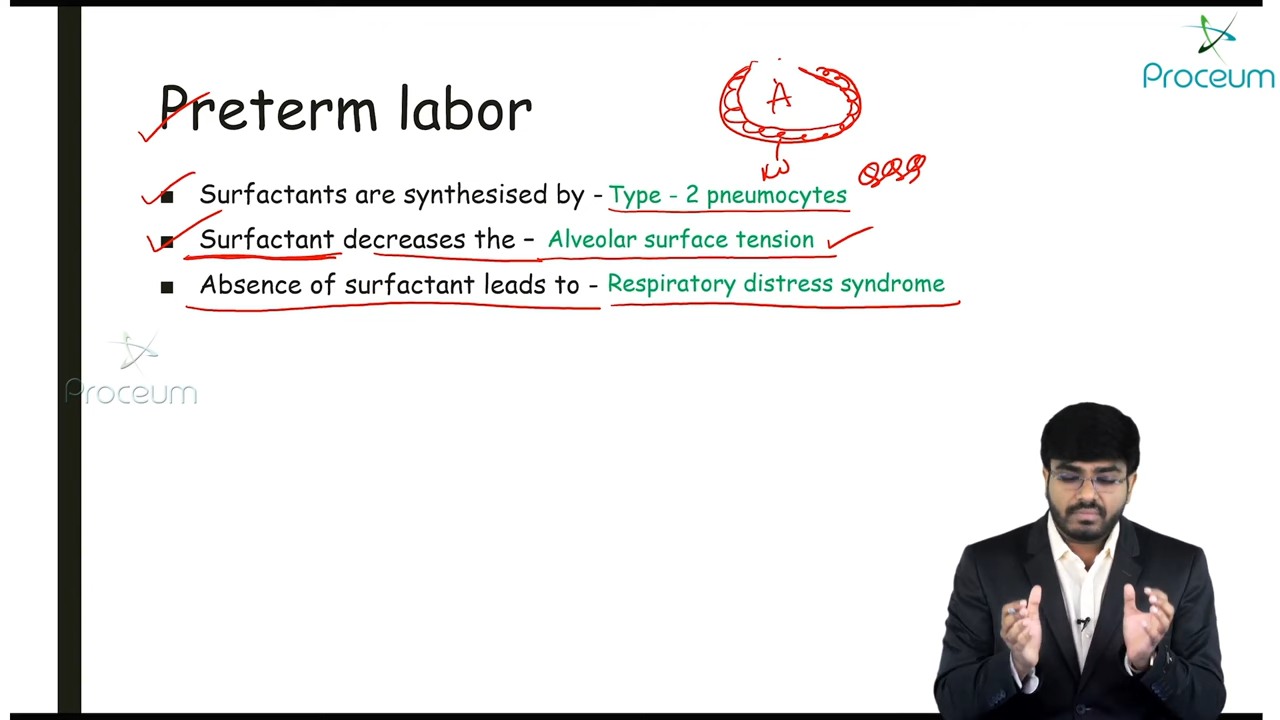 Proceum
Preterm labor
A
■ Surfactants are synthesised by - Type - 2 pneumocytes
■ Surfactant decreases the – Alveolar surface tension
■ Absence of surfactant leads to - Respiratory distress syndrome
Proceum